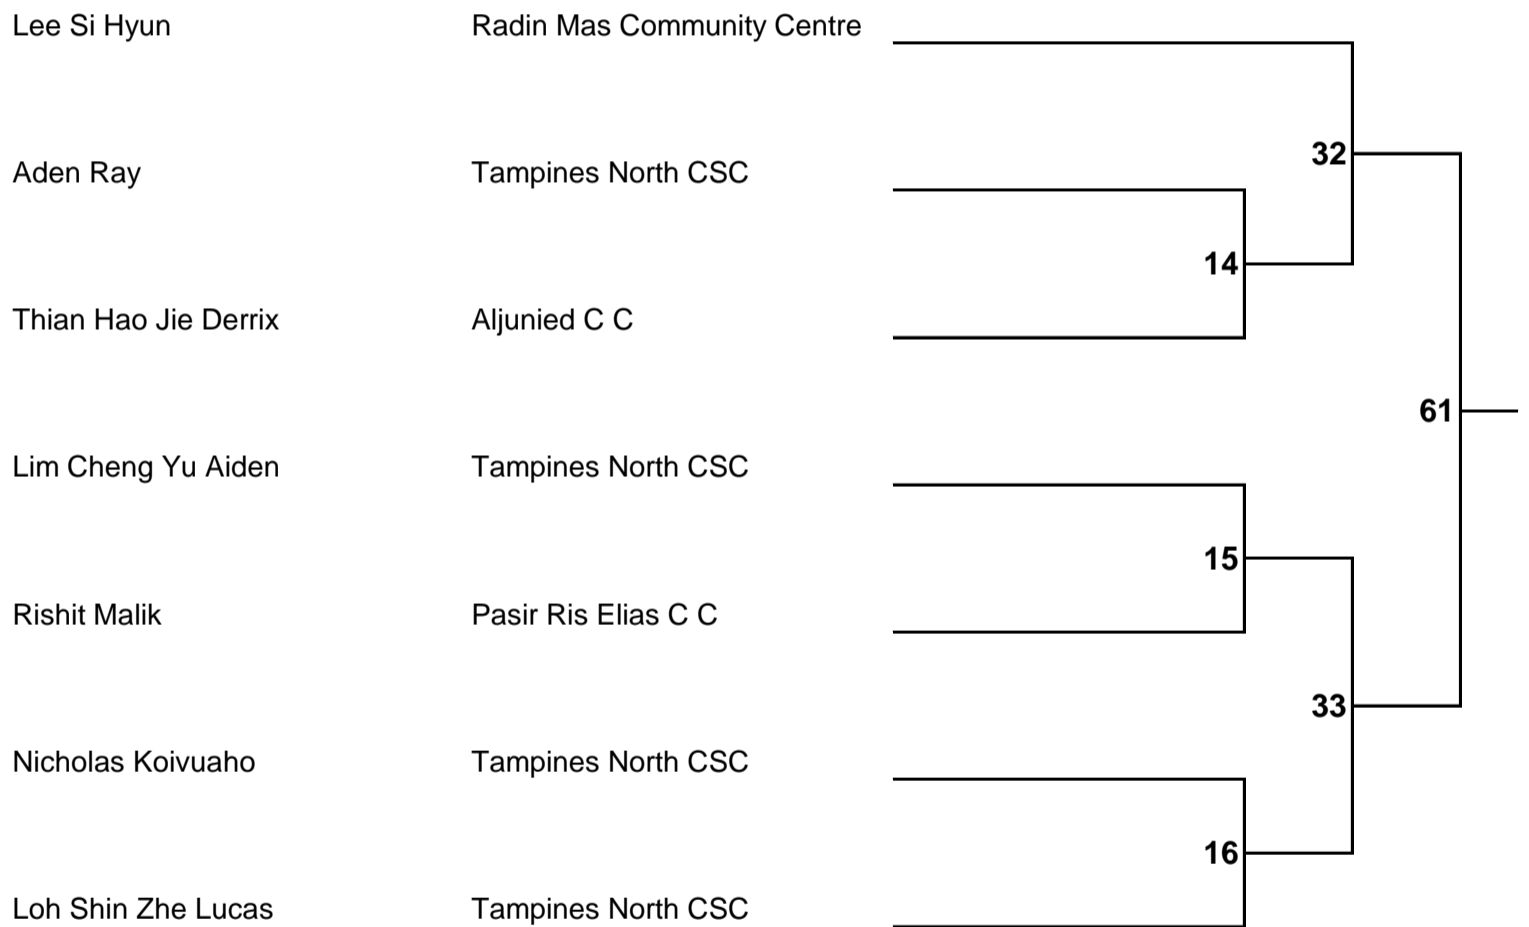 Lee Si Hyun Radin Mas Community Centre
32
Aden Ray Tampines North CSC
14
Thian Hao Jie Derrix Aljunied C C
61
Lim Cheng Yu Aiden Tampines North CSC
15
Rishit Malik Pasir Ris Elias C C
33
Nicholas Koivuaho Tampines North CSC
16
Loh Shin Zhe Lucas Tampines North CSC